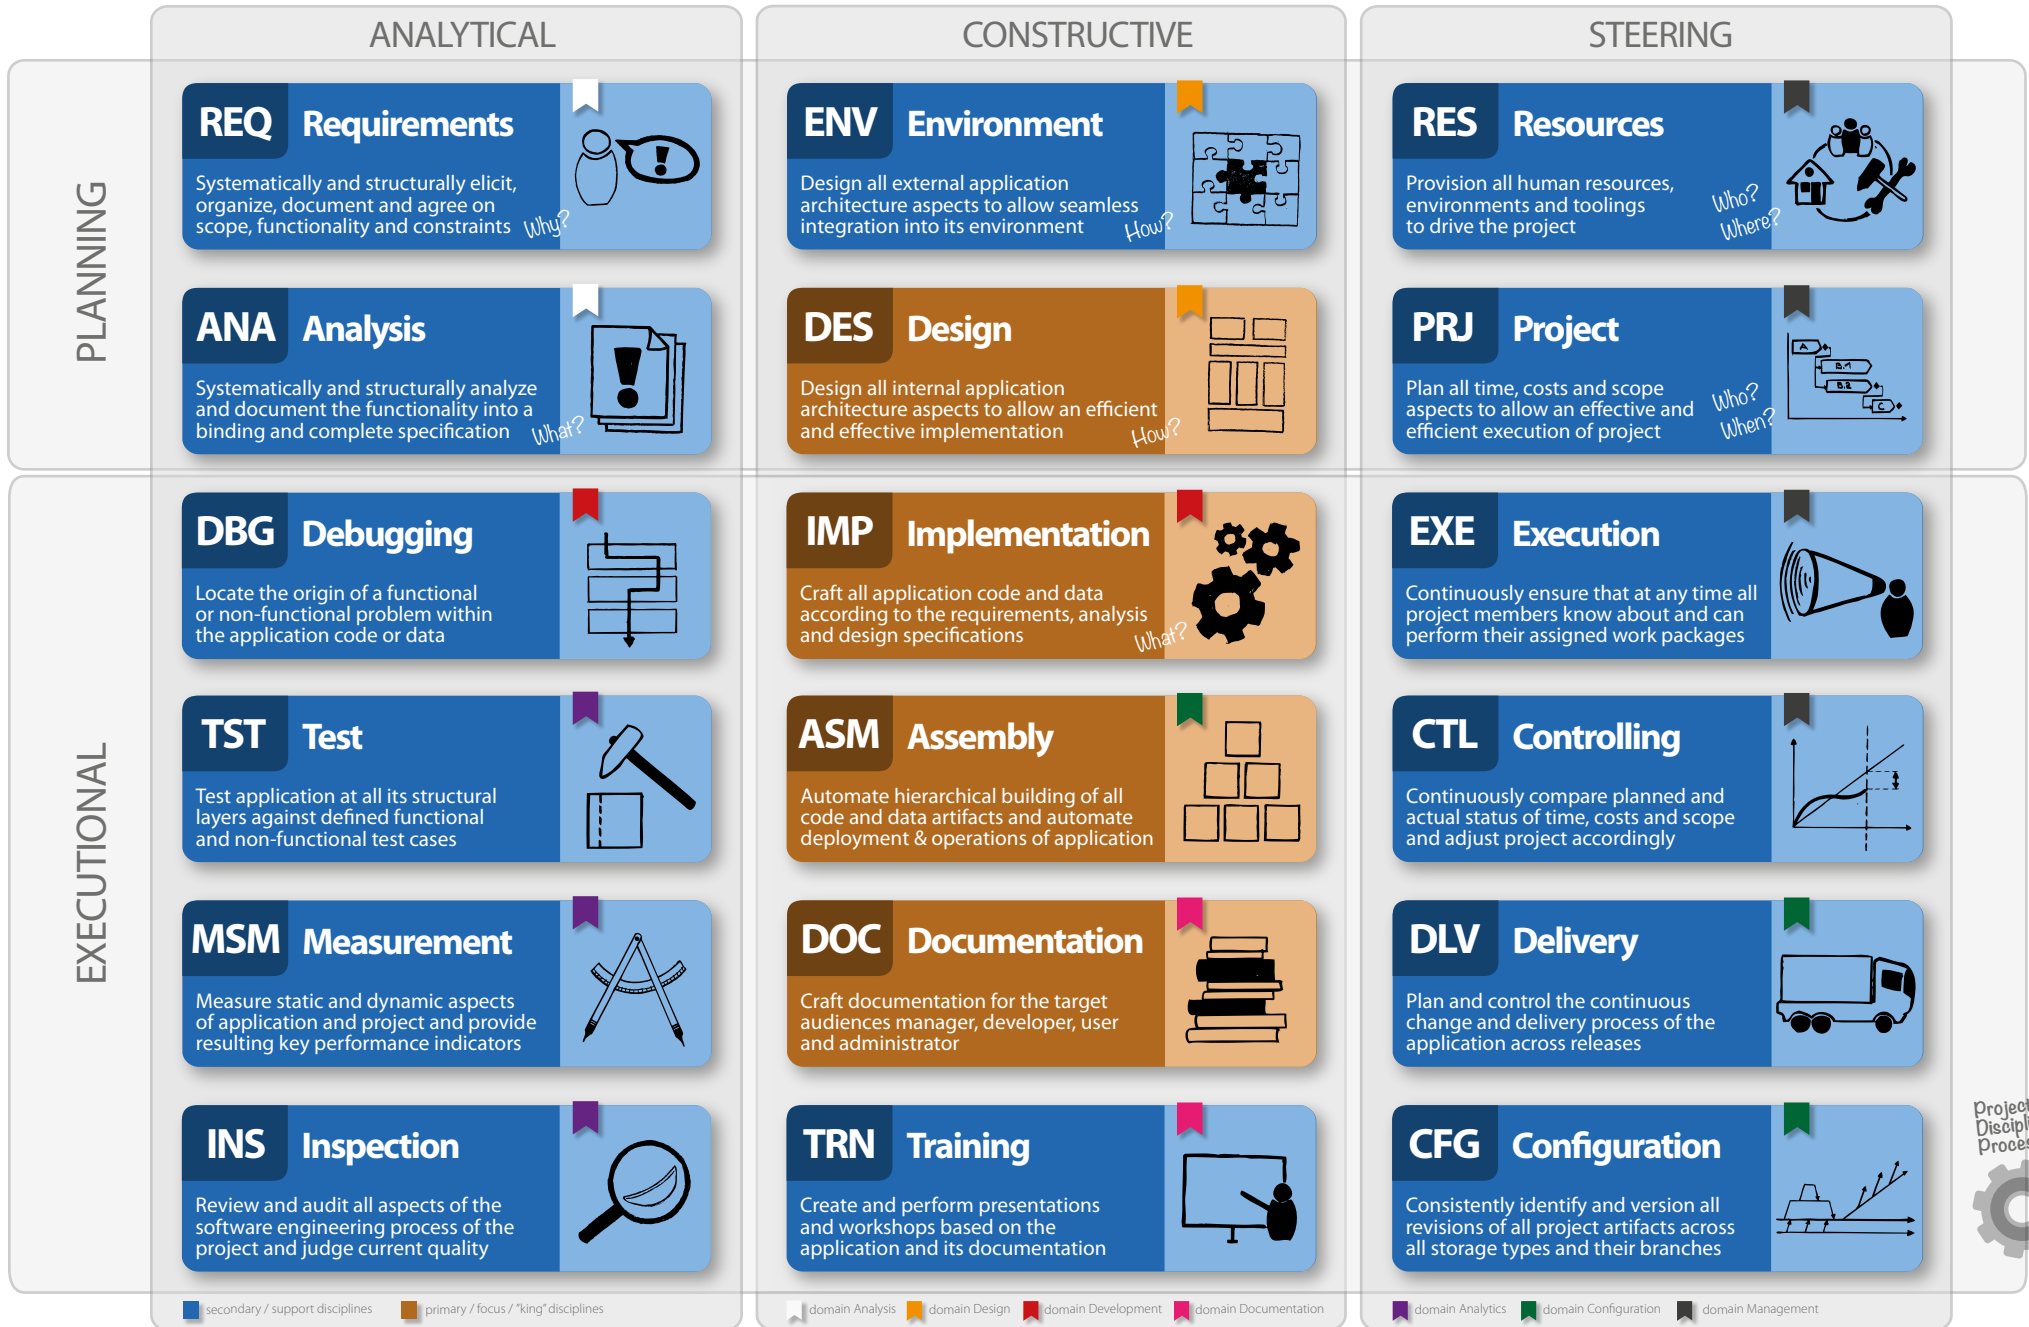 ANALYTICAL
CONSTRUCTIVE
STEERING
PLANNING
REQ Requirements
Systematically and structurally elicit,
organize, document and agree on
scope, functionality and constraints
Why?
ENV Environment
Design all external application
architecture aspects to allow seamless
integration into its environment
How?
RES Resources
Provision all human resources,
environments and toolings
to drive the project
Who?
Where?
ANA Analysis
Systematically and structurally analyze
and document the functionality into a
binding and complete specification
What?
DES Design
Design all internal application
architecture aspects to allow an efficient
and effective implementation
How?
PRJ Project
Plan all time, costs and scope
aspects to allow an effective and
efficient execution of project
Who?
When?
A
B.1
B.2
C
EXECUTIONAL
DBG Debugging
Locate the origin of a functional
or non-functional problem within
the application code or data
IMP Implementation
Craft all application code and data
according to the requirements, analysis
and design specifications
What?
EXE Execution
Continuously ensure that at any time all
project members know about and can
perform their assigned work packages
TST Test
Test application at all its structural
layers against defined functional
and non-functional test cases
ASM Assembly
Automate hierarchical building of all
code and data artifacts and automate
deployment & operations of application
CTL Controlling
Continuously compare planned and
actual status of time, costs and scope
and adjust project accordingly
MSM Measurement
Measure static and dynamic aspects
of application and project and provide
resulting key performance indicators
DOC Documentation
Craft documentation for the target
audiences manager, developer, user
and administrator
DLV Delivery
Plan and control the continuous
change and delivery process of the
application across releases
INS Inspection
Review and audit all aspects of the
software engineering process of the
project and judge current quality
TRN Training
Create and perform presentations
and workshops based on the
application and its documentation
CFG Configuration
Consistently identify and version all
revisions of all project artifacts across
all storage types and their branches
Project
secondary / support disciplines
primary / focus / "king" disciplines
domain Analysis
domain Design
domain Development
domain Documentation
domain Analytics
domain Configuration
domain Management